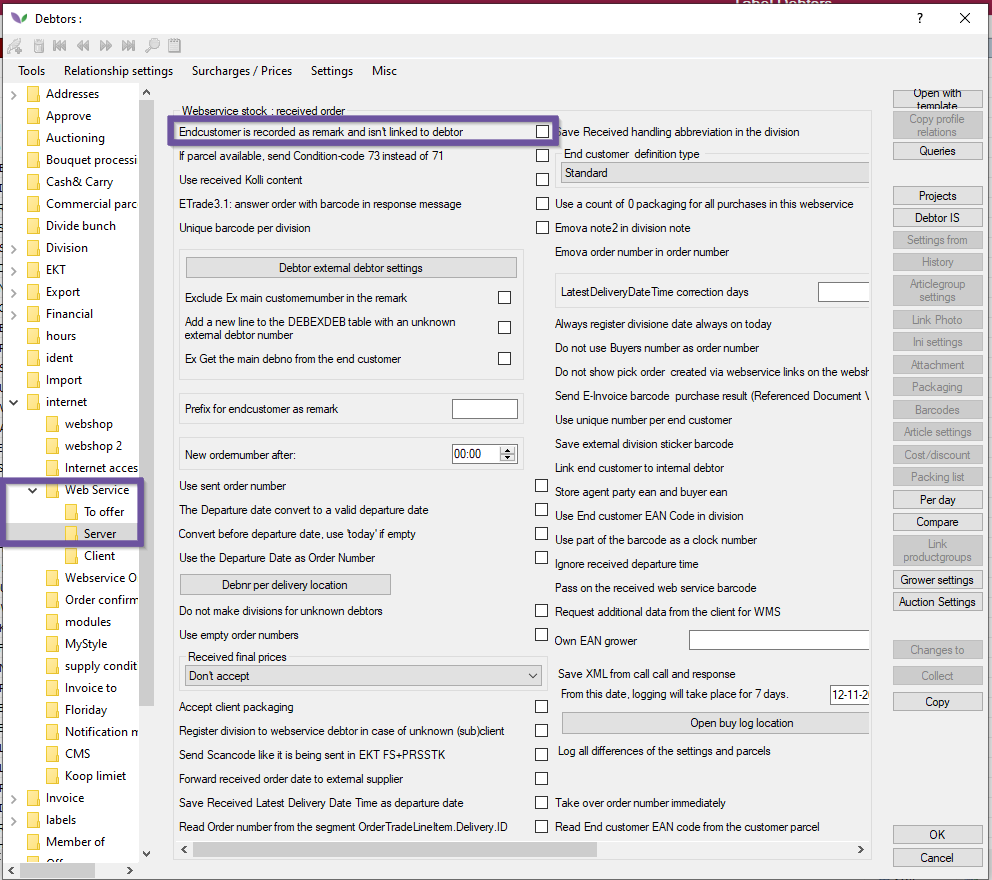 Label Debtors
Debtors :
?
Tools Relationship settings Surcharges / Prices Settings Misc
Addresses
Approve
Auctioning
Bouquet processi
Cash& Carry
Commercial parc
Divide bunch
Division
EKT
Export
Financial
hours
ident
Import
internet
webshop
webshop 2
Internet acces
Web Service
To offer
Server
Client
Webservice O
Order confirm
modules
MyStyle
supply condit
Invoice to
Floriday
Notification m
CMS
Koop limiet
Invoice
labels
Member of
Webservice stock : received order
Endcustomer is recorded as remark and isn't linked to debtor
If parcel available, send Condition-code 73 instead of 71
Use received Kolli content
ETrade3.1: answer order with barcode in response message
Unique barcode per division
Debtor external debtor settings
Exclude Ex main customernumber in the remark
Add a new line to the DEBEXDEB table with an unknown
external debtor number
Ex Get the main debno from the end customer
Prefix for endcustomer as remark
New ordernumber after:
00:00
Use sent order number
The Departure date convert to a valid departure date
Convert before departure date, use 'today' if empty
Use the Departure Date as Order Number
Debnr per delivery location
Do not make divisions for unknown debtors
Use empty order numbers
Received final prices
Don't accept
Accept client packaging
Register division to webservice debtor in case of unknown (sub)client
Send Scancode like it is being sent in EKT FS+PRSSTK
Forward received order date to external supplier
Save Received Latest Delivery Date Time as departure date
Read Order number from the segment OrderTradeLineItem.Delivery.ID
Save Received handling abbreviation in the division
End customer definition type
Standard
Use a count of 0 packaging for all purchases in this webservice
Emova note2 in division note
Emova order number in order number
LatestDeliveryDateTime correction days
Always register divisione date always on today
Do not use Buyers number as order number
Do not show pick order created via webservice links on the websh
Send E-Invoice barcode purchase result (Referenced Document V
Use unique number per end customer
Save external division sticker barcode
Link end customer to internal debtor
Store agent party ean and buyer ean
Use End customer EAN Code in division
Use part of the barcode as a clock number
Ignore received departure time
Pass on the received web service barcode
Request additional data from the client for WMS
Own EAN grower
Save XML from call call and response
From this date, logging will take place for 7 days.
12-11-20
Open buy log location
Log all differences of the settings and parcels
Take over order number immediately
Read End customer EAN code from the customer parcel
Open with
template
Copy profile
relations
Queries
Projects
Debtor IS
Settings from
History
Articlegroup
settings
Link Photo
Ini settings
Attachment
Packaging
Barcodes
Article settings
Cost/discount
Packing list
Per day
Compare
Link
productgroups
Grower settings
Auction Settings
Changes to
Collect
Copy
OK
Cancel